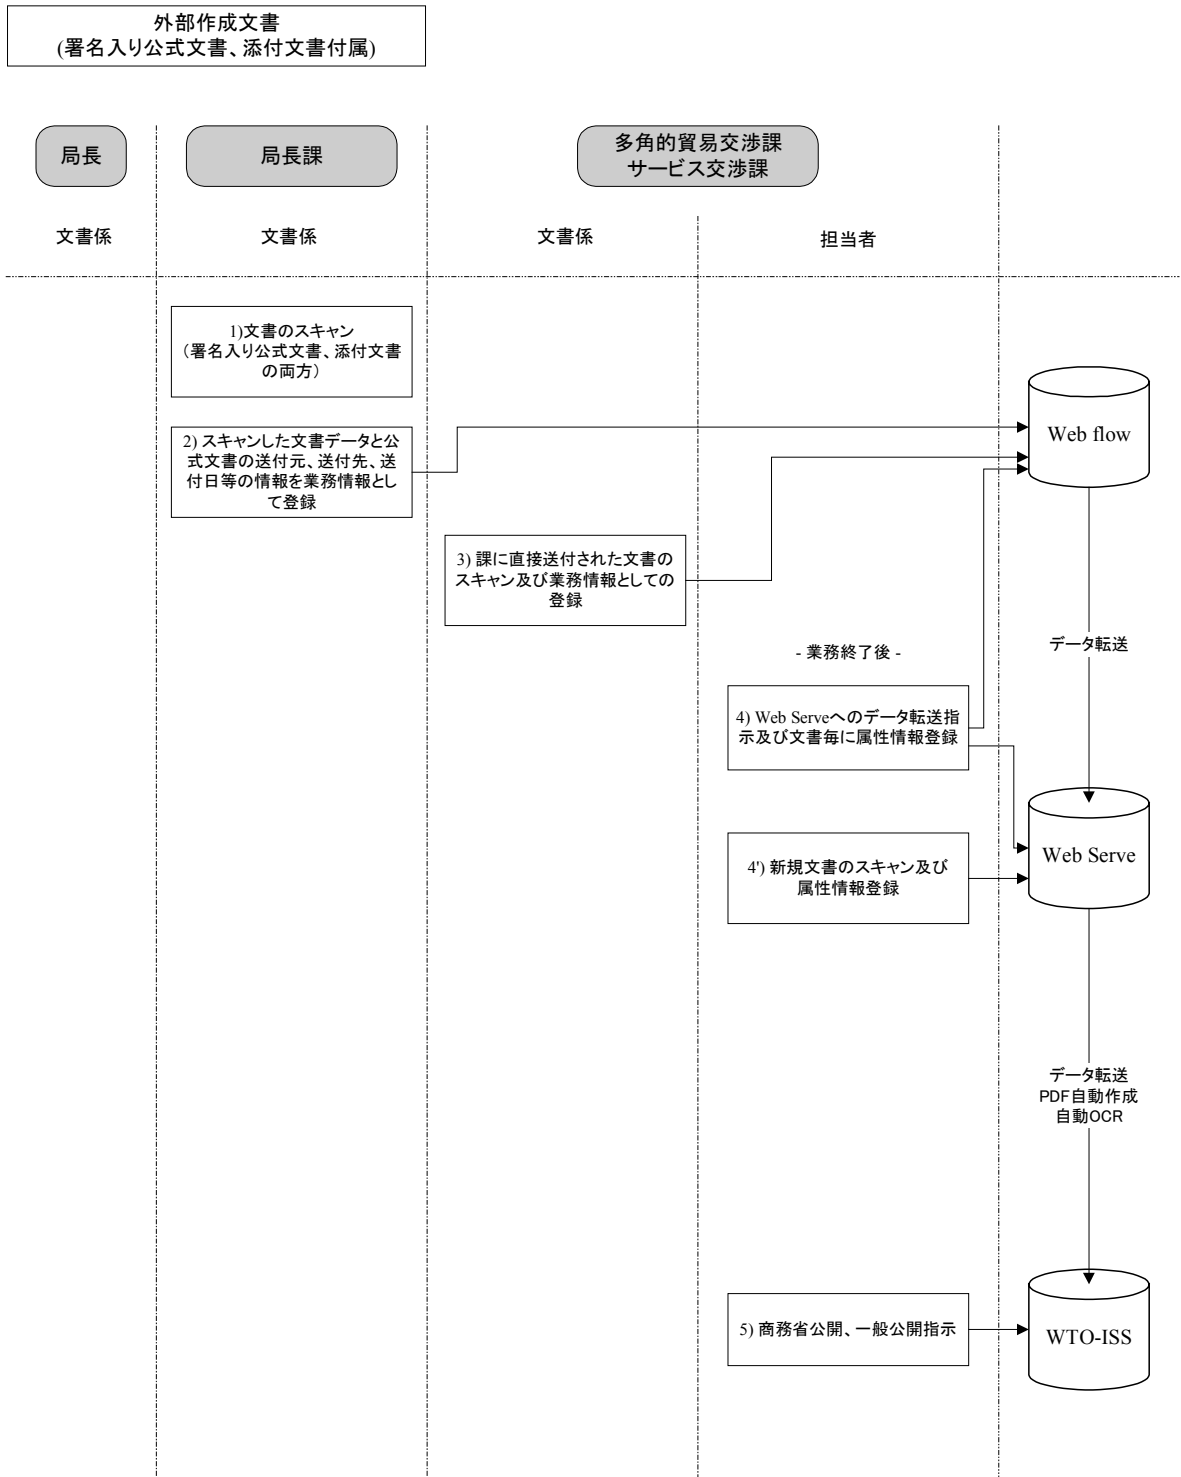 外部作成文書
(署名入り公式文書、添付文書付属)
局長
局長課
多角的貿易交渉課
サービス交渉課
文書係
文書係
文書係
担当者
1)文書のスキャン
（署名入り公式文書、添付文書
の両方）
2) スキャンした文書データと公
式文書の送付元、送付先、送
付日等の情報を業務情報とし
て登録
Web flow
3) 課に直接送付された文書の
スキャン及び業務情報としての
登録
- 業務終了後 -
データ転送
4) Web Serveへのデータ転送指
示及び文書毎に属性情報登録
Web Serve
4') 新規文書のスキャン及び
属性情報登録
データ転送
PDF自動作成
自動OCR
5) 商務省公開、一般公開指示
WTO-ISS